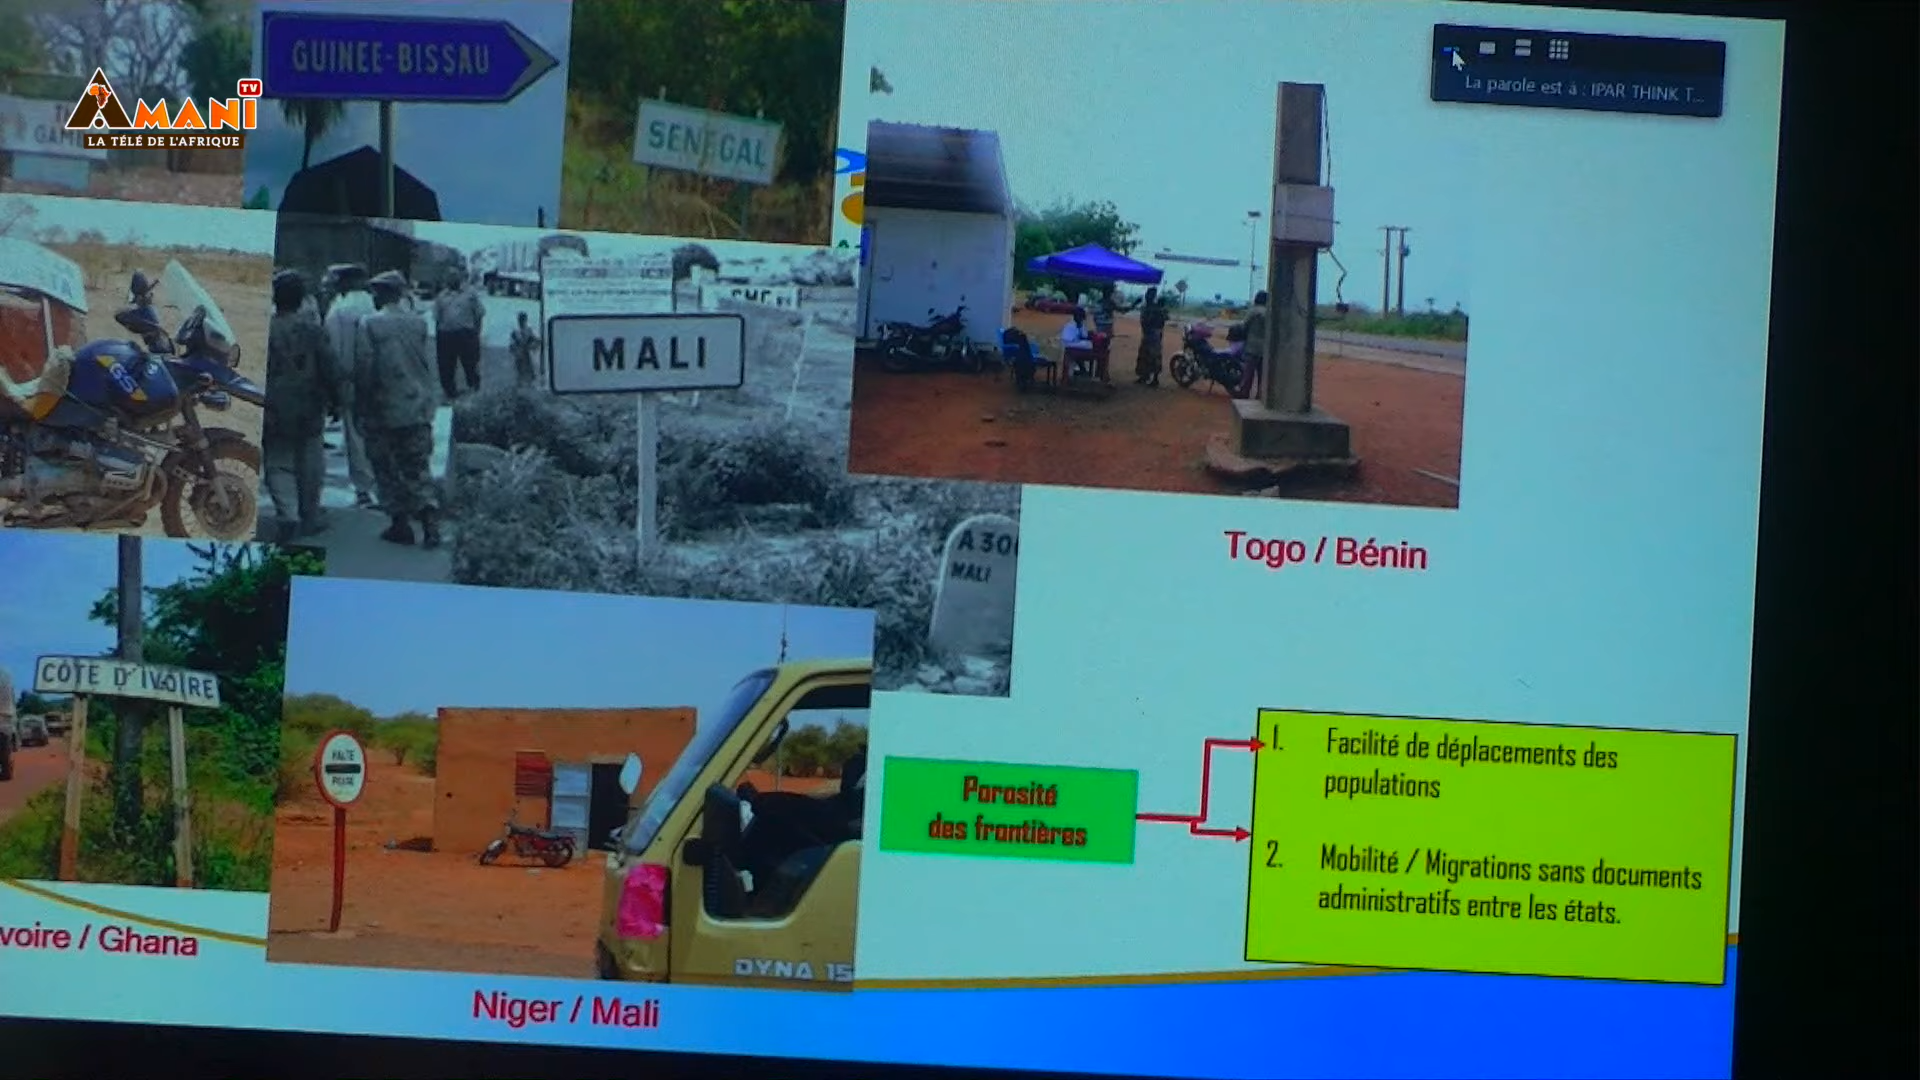 AMANI TV
LA TÉLÉ DE L'AFRIQUE
GUINEE-BISSAU
SENEGAL
La parole est à : IPAR THINK T...
MALI
GS
A 30
MALI
Togo / Bénin
CÔTE D'IVOIRE
HALTE
POLICE
DYNA 15
voire / Ghana
Niger / Mali
Porosité
des frontières
1. Facilité de déplacements des
populations
2. Mobilité / Migrations sans documents
administratifs entre les états.